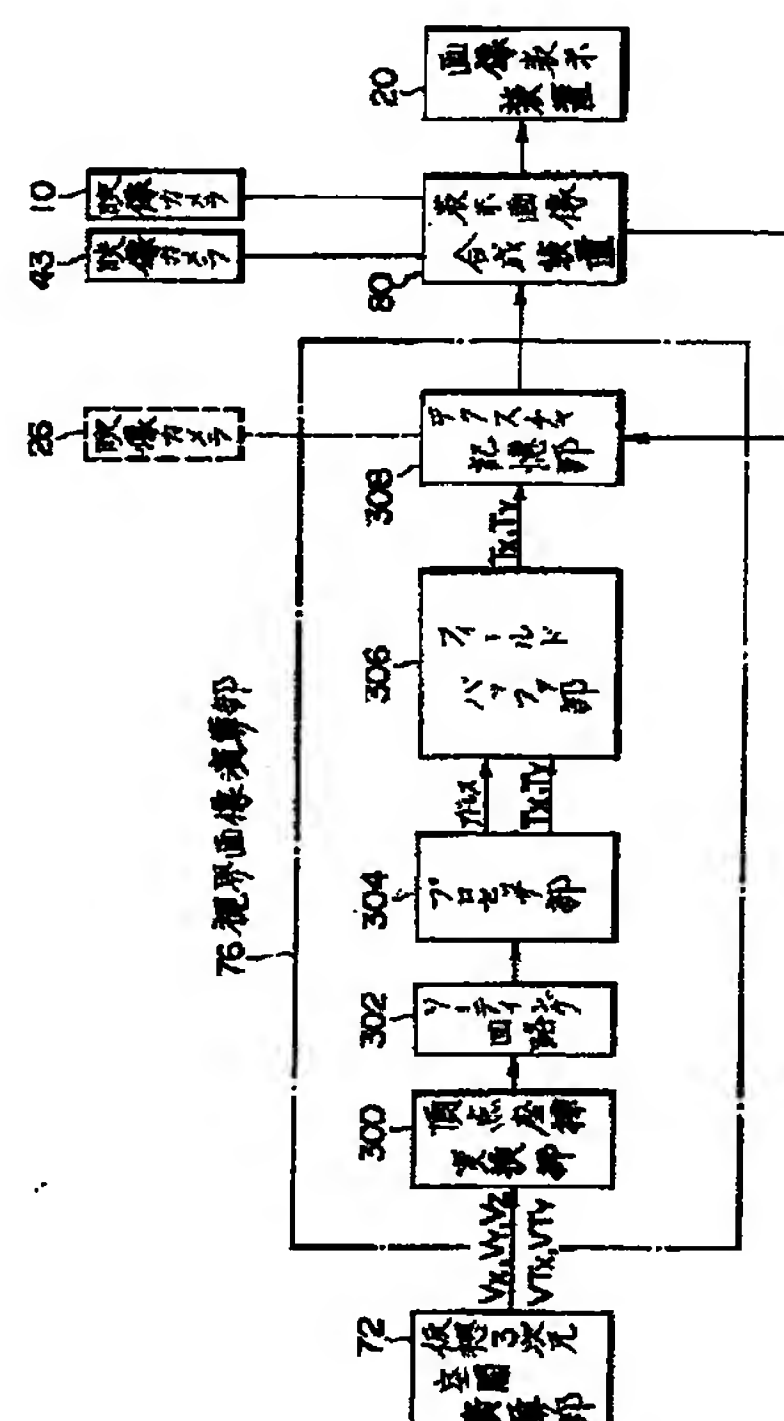 20
画像表示
装置
10
映像カメラ
43
映像カメラ
80
表示画像
合成装置
26
映像カメラ
308
テクスチャ
記憶部
Tx,Ty
306
フィールド
バッファ部
アドレス
Tx,Ty
76 視界画像演算部
304
プロセッサ部
302
ソーティング
回路
300
頂点座標
変換部
Vx,Vy,Vz
VTx,VTy
72
仮想3次元
空間
演算部